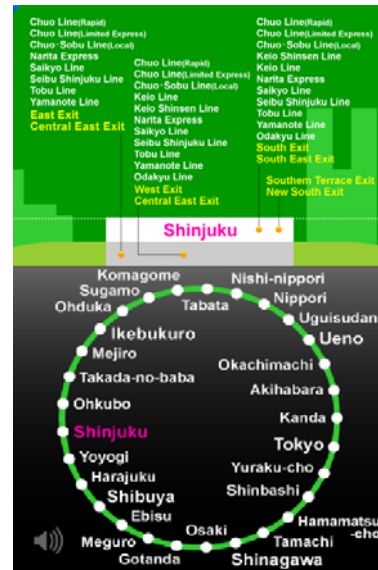 Chuo Line(Rapid)
Chuo Line(Limited Express)
Chuo･Sobu Line(Local)
Narita Express
Saikyo Line
Seibu Shinjuku Line
Tobu Line
Yamanote Line
East Exit
Central East Exit
Chuo Line(Rapid)
Chuo Line(Limited Express)
Chuo･Sobu Line(Local)
Keio Line
Keio Shinsen Line
Narita Express
Saikyo Line
Seibu Shinjuku Line
Tobu Line
Yamanote Line
Odakyu Line
West Exit
Central East Exit
Chuo Line(Rapid)
Chuo Line(Limited Express)
Chuo･Sobu Line(Local)
Keio Shinsen Line
Keio Line
Narita Express
Saikyo Line
Seibu Shinjuku Line
Tobu Line
Yamanote Line
Odakyu Line
South Exit
South East Exit
Southern Terrace Exit
New South Exit
Shinjuku
Komagome
Sugamo
Ohduka
Ikebukuro
Mejiro
Takada-no-baba
Ohkubo
Shinjuku
Yoyogi
Harajuku
Shibuya
Ebisu
Meguro
Gotanda
Osaki
Tabata
Nishi-nippori
Nippori
Uguisudan
Ueno
Okachimachi
Akihabara
Kanda
Tokyo
Yuraku-cho
Shinbashi
Hamamatsu
-cho
Tamachi
Shinagawa